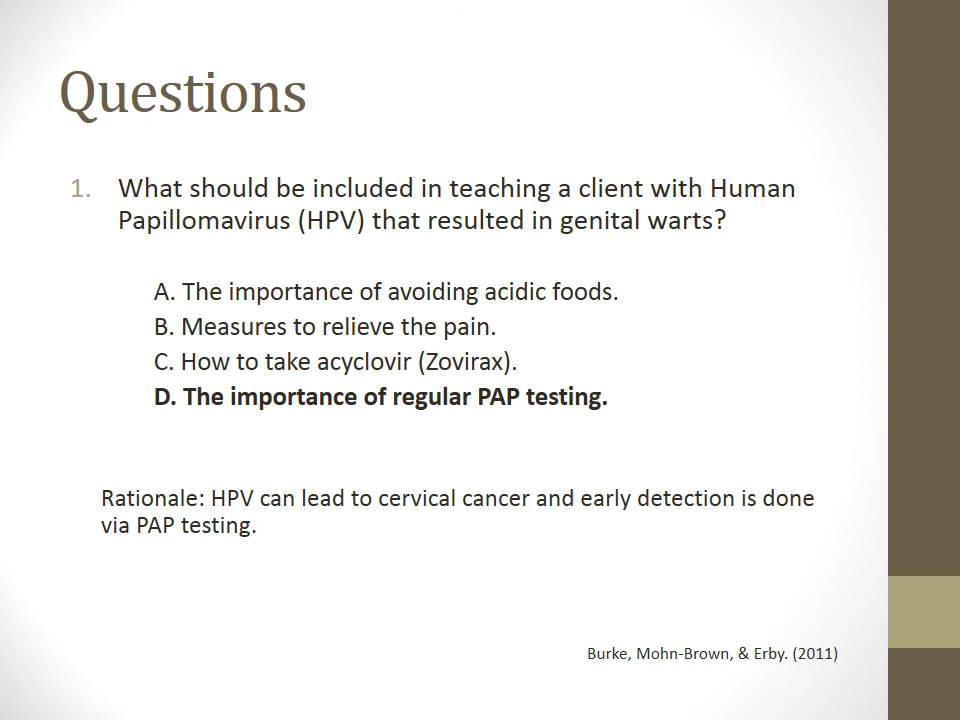 Questions
1. What should be included in teaching a client with Human
Papillomavirus (HPV) that resulted in genital warts?
A. The importance of avoiding acidic foods.
B. Measures to relieve the pain.
C. How to take acyclovir (Zovirax).
D. The importance of regular PAP testing.
Rationale: HPV can lead to cervical cancer and early detection is done
via PAP testing.
Burke, Mohn-Brown, & Erby. (2011)